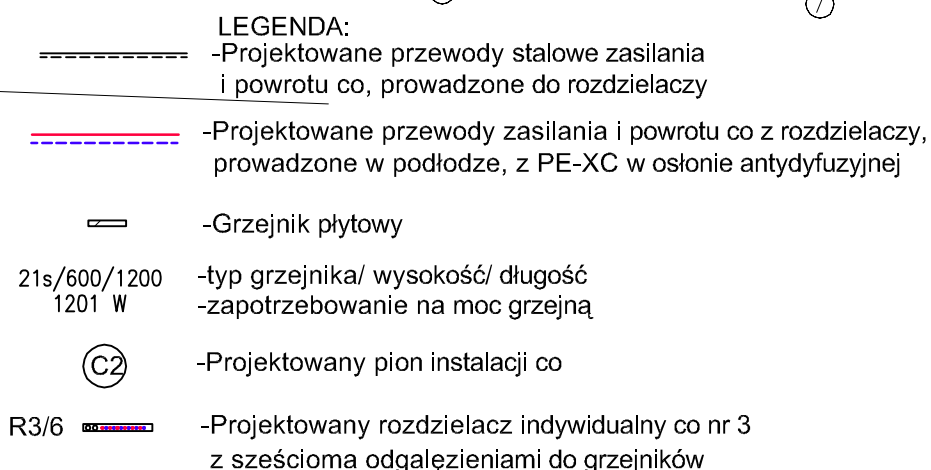 7
LEGENDA:
-Projektowane przewody stalowe zasilania
i powrotu co, prowadzone do rozdzielaczy
-Projektowane przewody zasilania i powrotu co z rozdzielaczy,
prowadzone w podłodze, z PE-XC w osłonie antydyfuzyjnej
-Grzejnik płytowy
21s/600/1200 -typ grzejnika/ wysokość/ długość
1201 W -zapotrzebowanie na moc grzejną
C2 -Projektowany pion instalacji co
R3/6 -Projektowany rozdzielacz indywidualny co nr 3
z sześcioma odgałęzieniami do grzejników